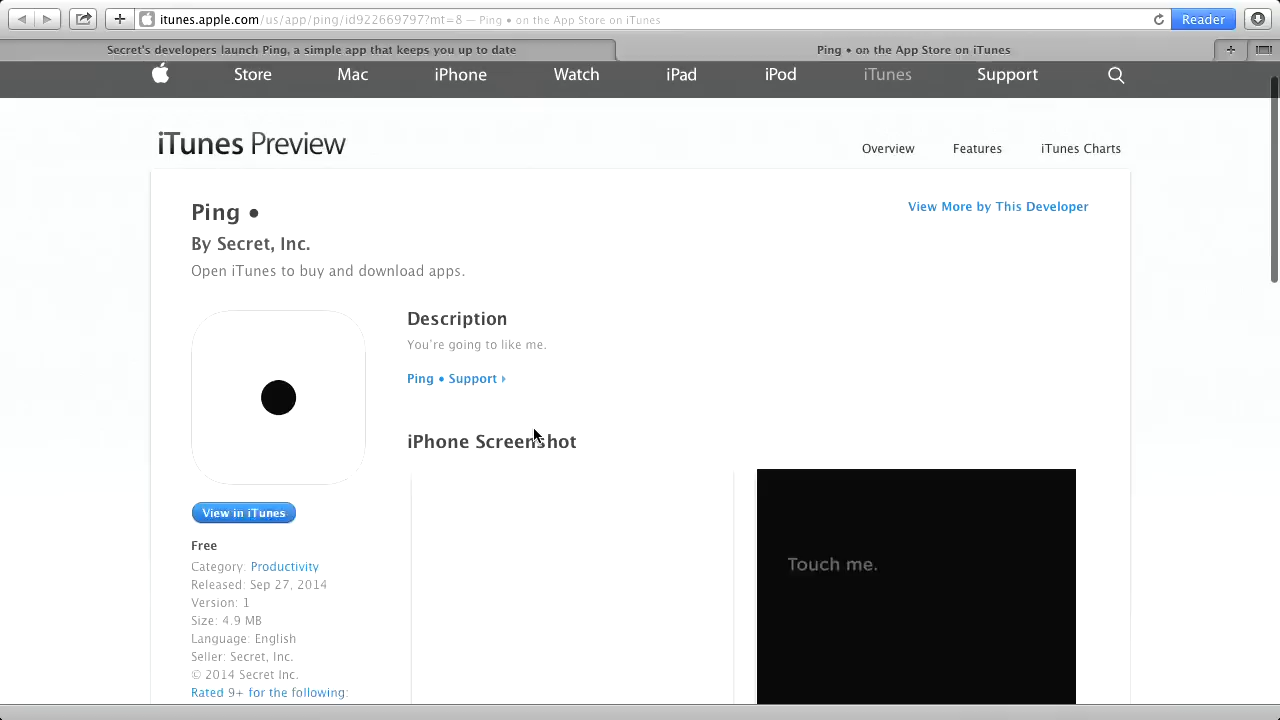 itunes.apple.com/us/app/ping/id922669797?mt=8 — Ping • on the App Store on iTunes
Reader
Secret's developers launch Ping, a simple app that keeps you up to date
Ping • on the App Store on iTunes
Store Mac iPhone Watch iPad iPod iTunes Support
iTunes Preview
Overview Features iTunes Charts
Ping •
View More by This Developer
By Secret, Inc.
Open iTunes to buy and download apps.
Description
You're going to like me.
Ping • Support
iPhone Screenshot
View in iTunes
Free
Category: Productivity
Released: Sep 27, 2014
Version: 1
Size: 4.9 MB
Language: English
Seller: Secret, Inc.
© 2014 Secret Inc.
Rated 9+ for the following:
Touch me.